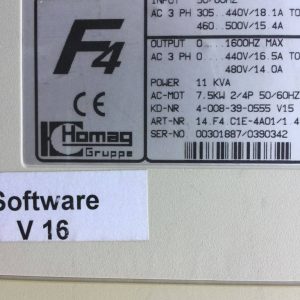 F4
CE
Homag
Gruppe
AC 3 PH 305..440V/18.1A TO
460..500V/15.4A
OUTPUT 0...1600HZ MAX
AC 3 PH 0....440V/16.5A TO
480V/14.0A
POWER 11 KVA
AC-MOT 7.5KW 2/4P 50/60HZ
KD-NR 4-008-39-0555 V15
ART-NR 14.F4.C1E-4A01/1.4
SER-NO 00301887/0390342
Software
V 16